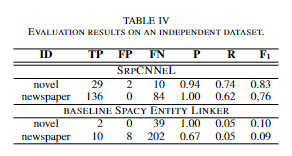 TABLE IV
EVALUATION RESULTS ON AN INDEPENDENT DATASET.
ID TP FP FN P R F1
SRPCNNEL
novel 29 2 10 0.94 0.74 0.83
newspaper 136 0 84 1.00 0.62 0,76
BASELINE SPACY ENTITY LINKER
novel 2 0 39 1.00 0.05 0.10
newspaper 10 8 202 0.67 0.05 0.09